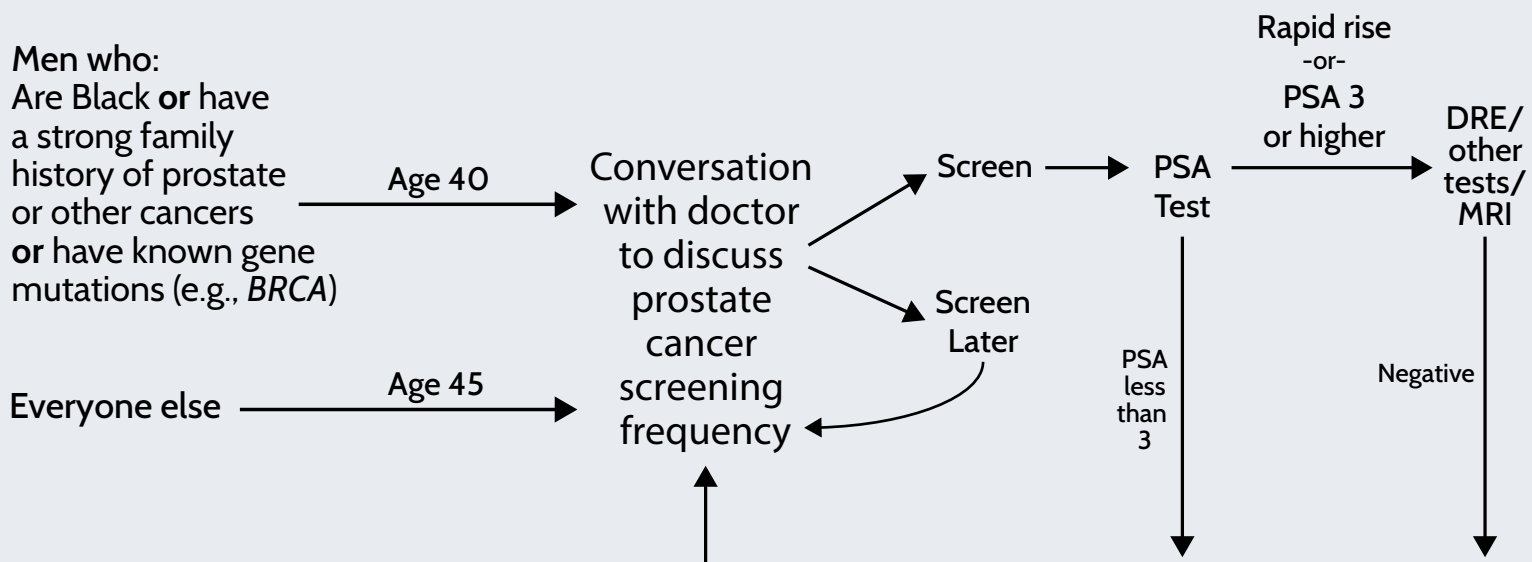 Men who:
Are Black or have
a strong family
history of prostate
or other cancers
or have known gene
mutations (e.g., BRCA)
Age 40
Everyone else
Age 45
Conversation
with doctor
to discuss
prostate
cancer
screening
frequency
Screen
Screen
Later
PSA
Test
PSA
less
than
3
Rapid rise
-or-
PSA 3
or higher
DRE/
other
tests/
MRI
Negative